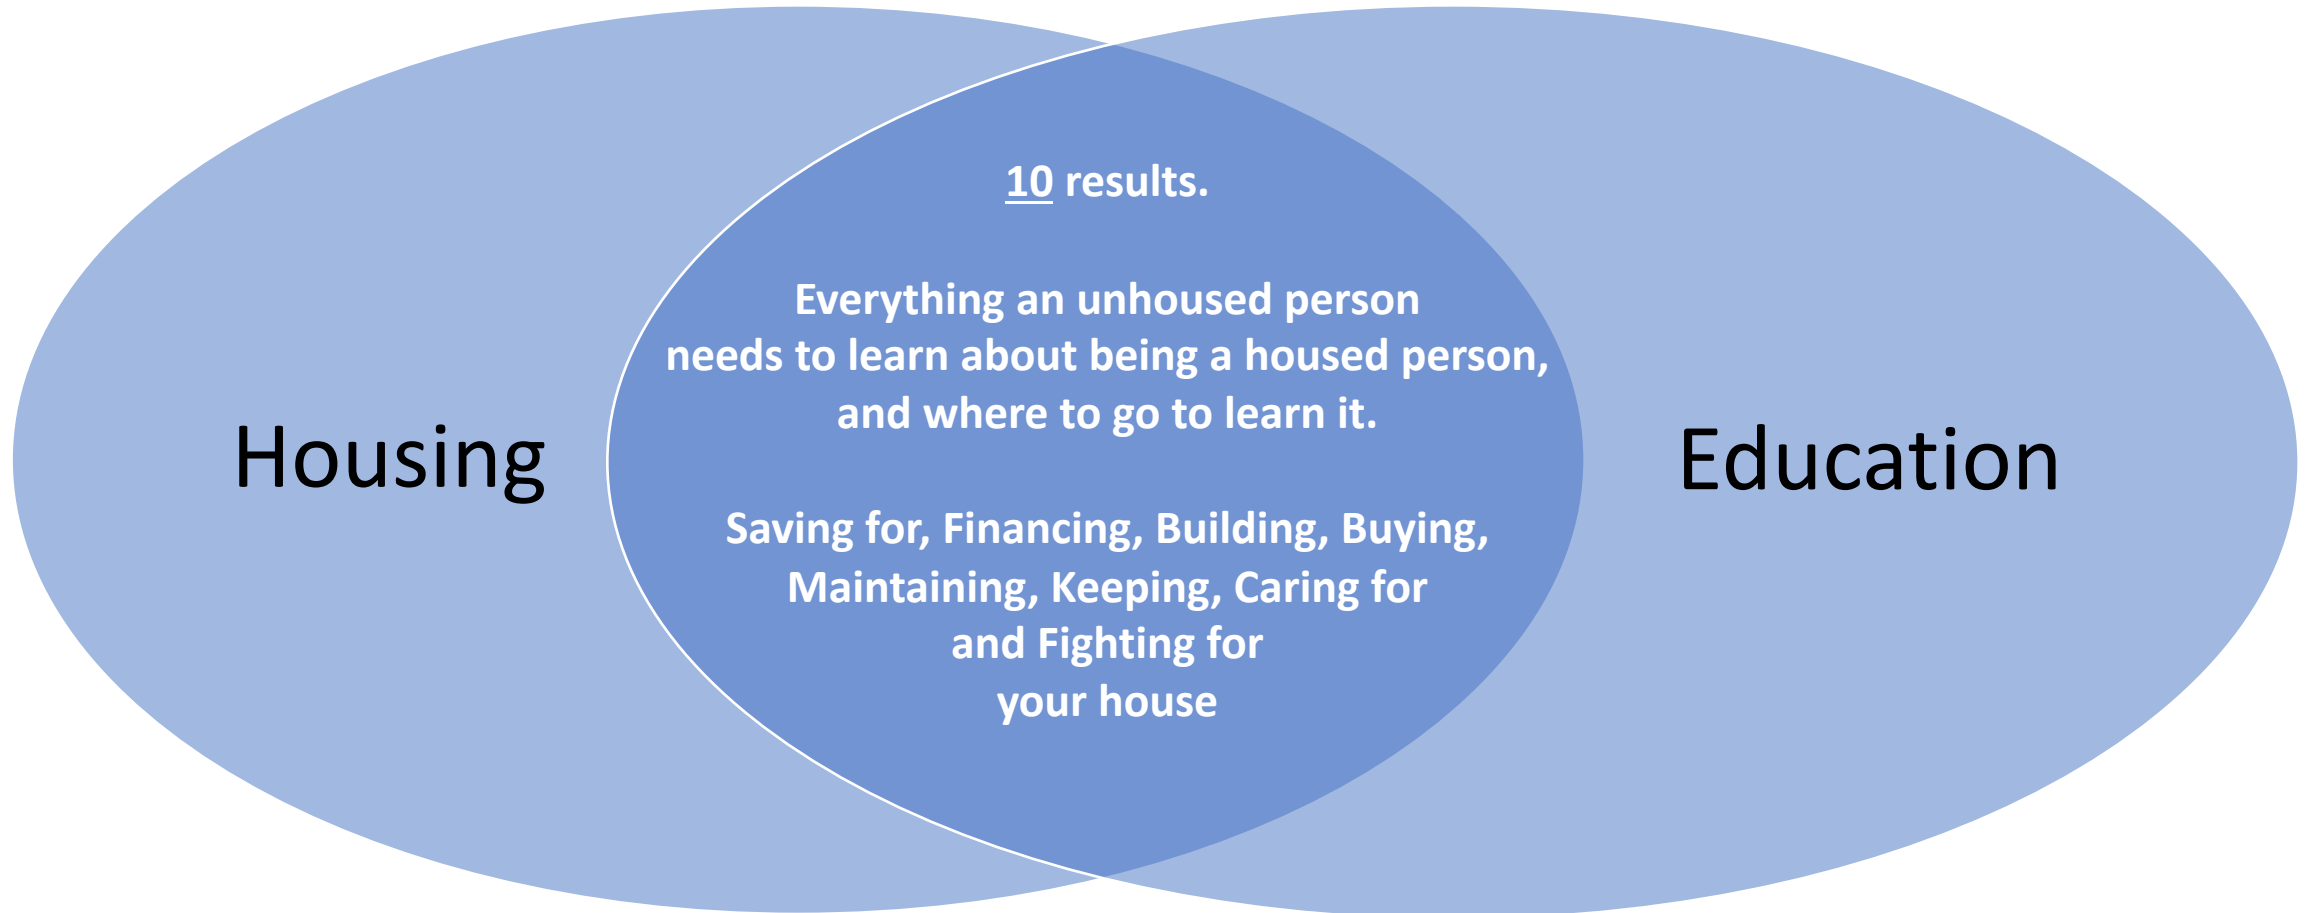 10 results.
Everything an unhoused person
needs to learn about being a housed person,
and where to go to learn it.
Housing
Education
Saving for, Financing, Building, Buying,
Maintaining, Keeping, Caring for
and Fighting for
your house